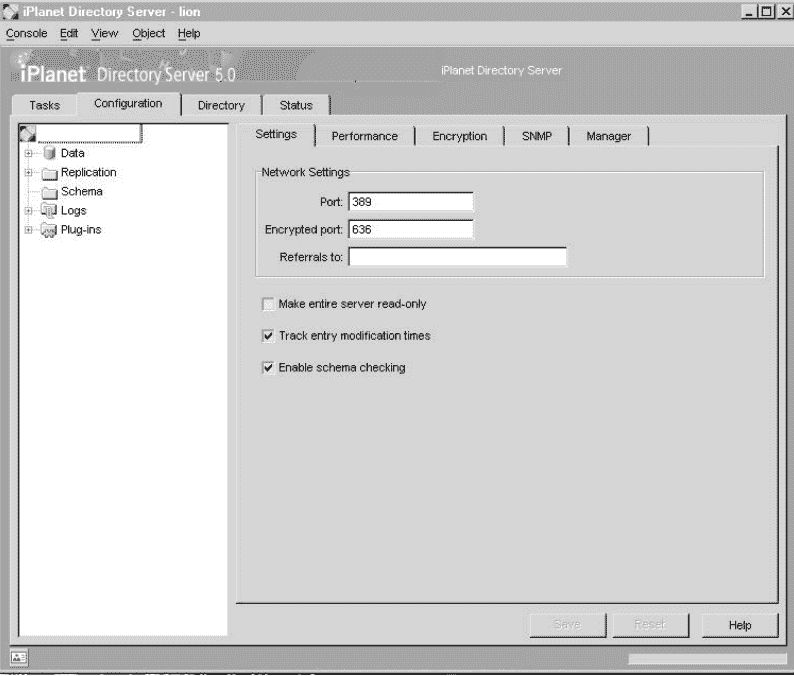 iPlanet Directory Server - lion
Console Edit View Object Help
iPlanet Directory Server 5.0
iPlanet Directory Server
Tasks Configuration Directory Status
Data
Replication
Schema
Logs
Plug-ins
Settings Performance Encryption SNMP Manager
Network Settings
Port: 389
Encrypted port: 636
Referrals to:
Make entire server read-only
Track entry modification times
Enable schema checking
Save Reset Help